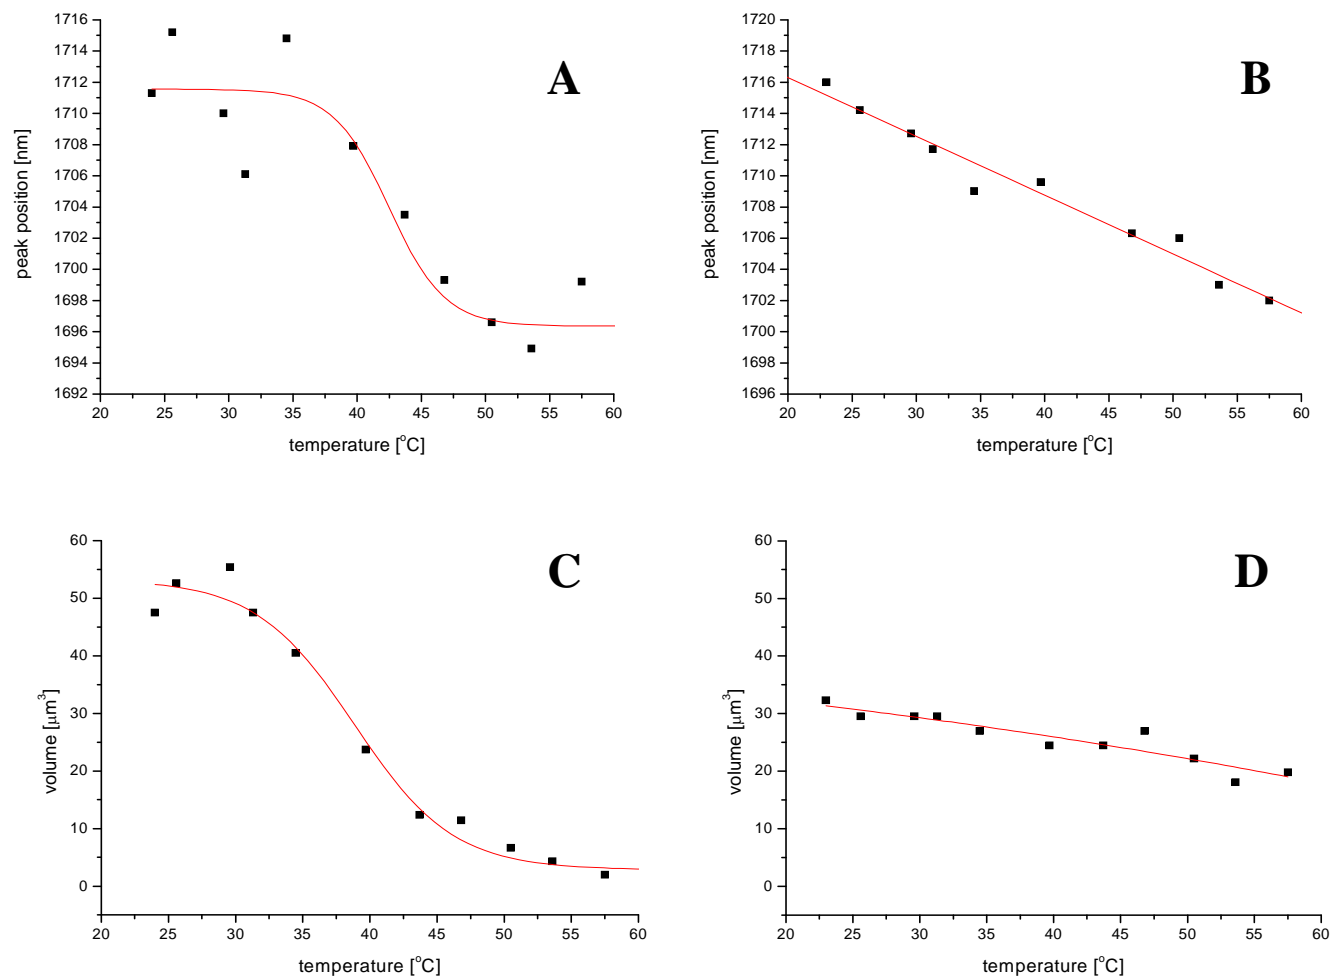 A
peak position [nm]
1716
1714
1712
1710
1708
1706
1704
1702
1700
1698
1696
1694
1692
20 25 30 35 40 45 50 55 60
temperature [°C]
B
peak position [nm]
1720
1718
1716
1714
1712
1710
1708
1706
1704
1702
1700
1698
1696
20 25 30 35 40 45 50 55 60
temperature [°C]
C
volume [μm³]
60
50
40
30
20
10
0
20 25 30 35 40 45 50 55 60
temperature [°C]
D
volume [μm³]
60
50
40
30
20
10
0
20 25 30 35 40 45 50 55 60
temperature [°C]